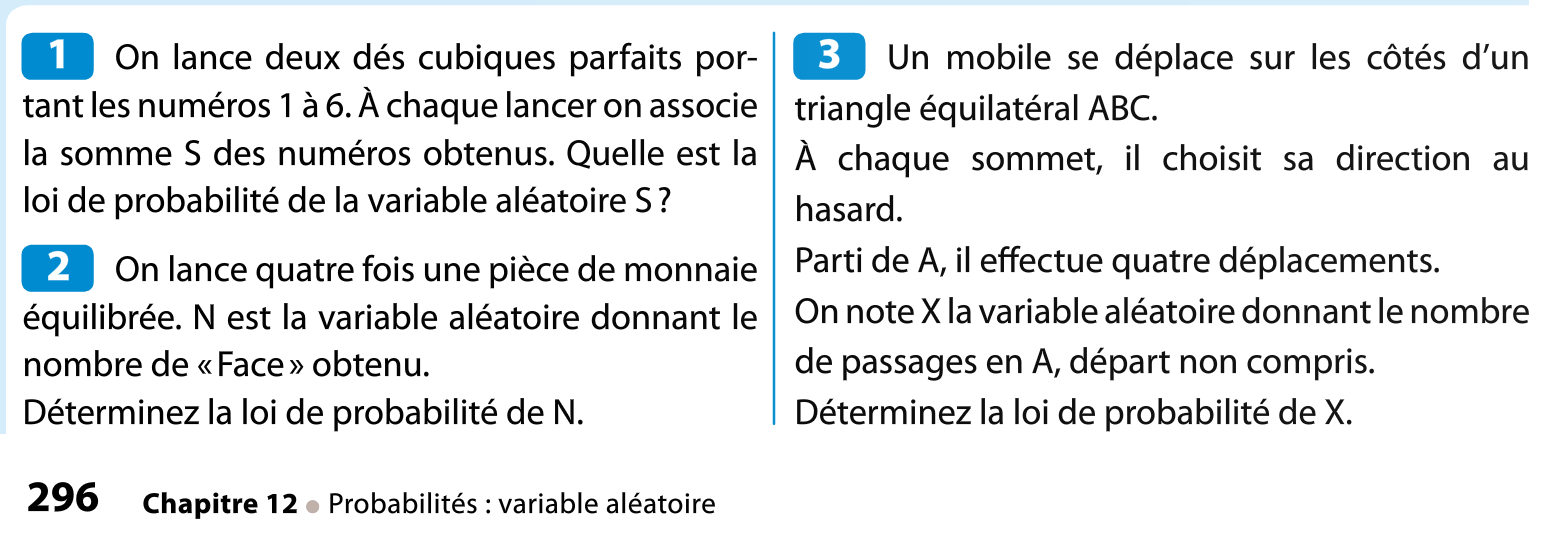 1 On lance deux dés cubiques parfaits por-
tant les numéros 1 à 6. À chaque lancer on associe
la somme S des numéros obtenus. Quelle est la
loi de probabilité de la variable aléatoire S ?
2 On lance quatre fois une pièce de monnaie
équilibrée. N est la variable aléatoire donnant le
nombre de « Face » obtenu.
Déterminez la loi de probabilité de N.
3 Un mobile se déplace sur les côtés d’un
triangle équilatéral ABC.
À chaque sommet, il choisit sa direction au
hasard.
Parti de A, il effectue quatre déplacements.
On note X la variable aléatoire donnant le nombre
de passages en A, départ non compris.
Déterminez la loi de probabilité de X.
296 Chapitre 12 ● Probabilités : variable aléatoire